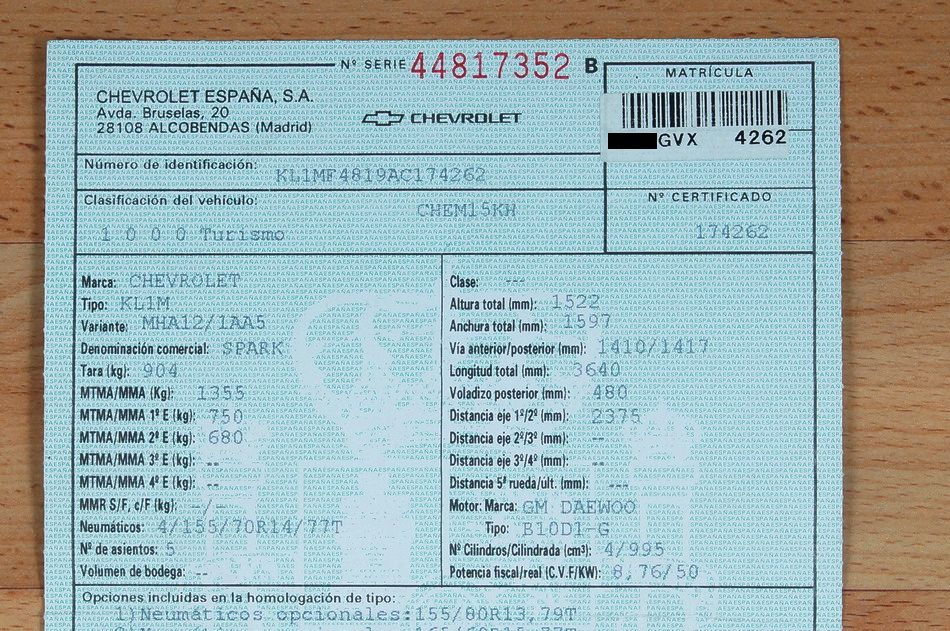 Nº SERIE 44817352 B
MATRÍCULA
CHEVROLET ESPAÑA, S.A.
Avda. Bruselas, 20
28108 ALCOBENDAS (Madrid)
CHEVROLET
GVX 4262
Número de identificación:
KL1MF4819AC174262
Clasificación del vehículo:
CHEM15KH
1 0 0 0 Turismo
Nº CERTIFICADO
174262
Marca: CHEVROLET
Tipo: KL1M
Variante: MHA12/1AA5
Denominación comercial: SPARK
Tara (kg): 904
MTMA/MMA (Kg): 1355
MTMA/MMA 1º E (kg): 750
MTMA/MMA 2º E (kg): 680
MTMA/MMA 3º E (kg): --
MTMA/MMA 4º E (kg): --
MMR S/F, c/F (kg): -/-
Neumáticos: 4/155/70R14/77T
Nº de asientos: 5
Volumen de bodega: --
Clase: ---
Altura total (mm): 1522
Anchura total (mm): 1597
Vía anterior/posterior (mm): 1410/1417
Longitud total (mm): 3640
Voladizo posterior (mm): 480
Distancia eje 1º/2º (mm): 2375
Distancia eje 2º/3º (mm): --
Distancia eje 3º/4º (mm): --
Distancia 5ª rueda/últ. (mm): ---
Motor: Marca: GM DAEWOO
Tipo: B10D1-G
Nº Cilindros/Cilindrada (cm³): 4/995
Potencia fiscal/real (C.V.F/KW): 8,76/50
Opciones incluidas en la homologación de tipo:
1)Neumáticos opcionales:155/80R13,79T